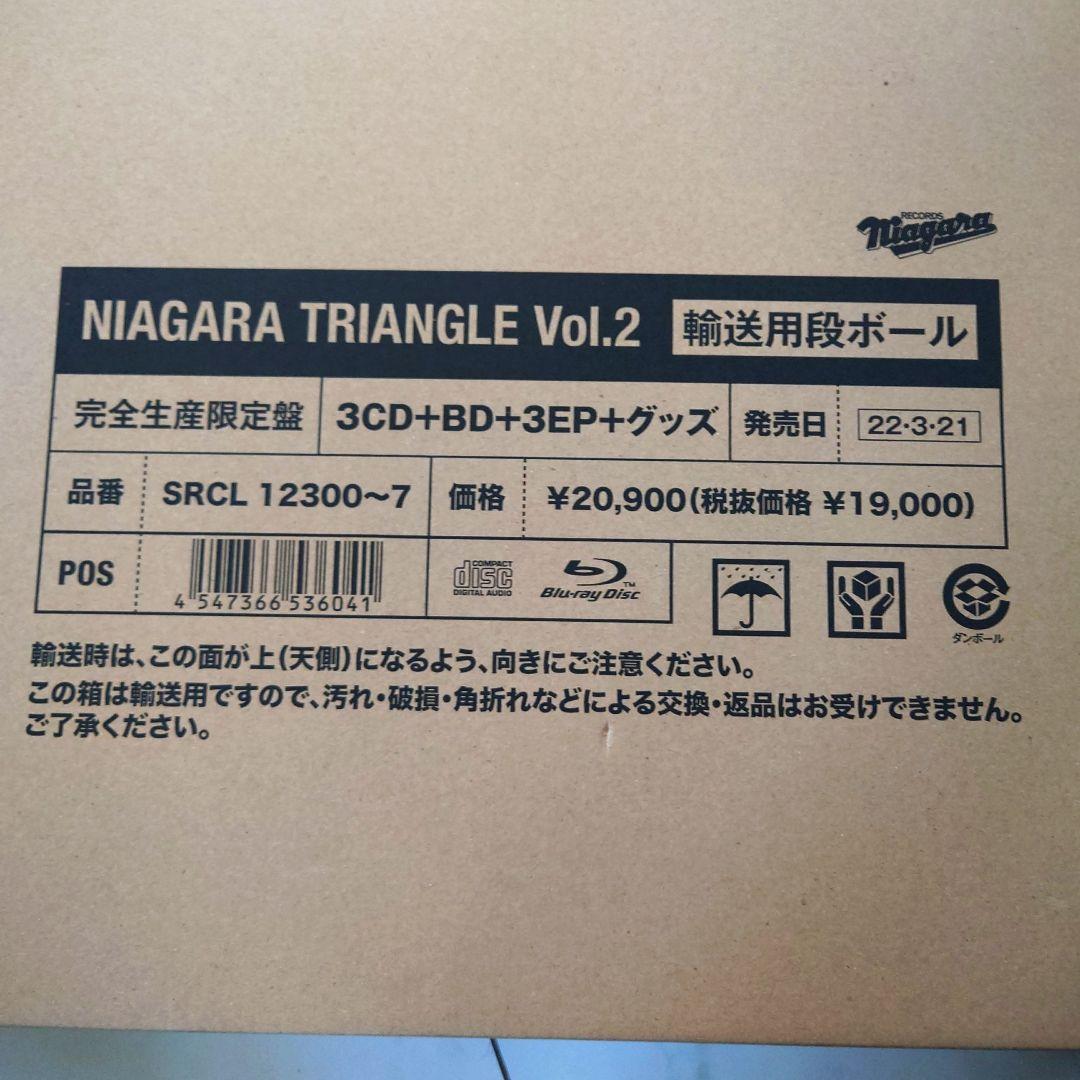 RECORDS
Niagara
NIAGARA TRIANGLE Vol.2 輸送用段ボール
完全生産限定盤 3CD+BD+3EP+グッズ 発売日 22・3・21
品番 SRCL 12300〜7 価格 ¥20,900(税抜価格 ¥19,000)
POS 4 547366 536041
COMPACT
disc
DIGITAL AUDIO
Blu-ray Disc™
ダンボール
輸送時は、この面が上(天側)になるよう、向きにご注意ください。
この箱は輸送用ですので、汚れ・破損・角折れなどによる交換・返品はお受けできません。
ご了承ください。